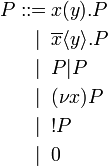 P ::= x(y).P
| x̅⟨y⟩.P
| P|P
| (νx)P
| !P
| 0